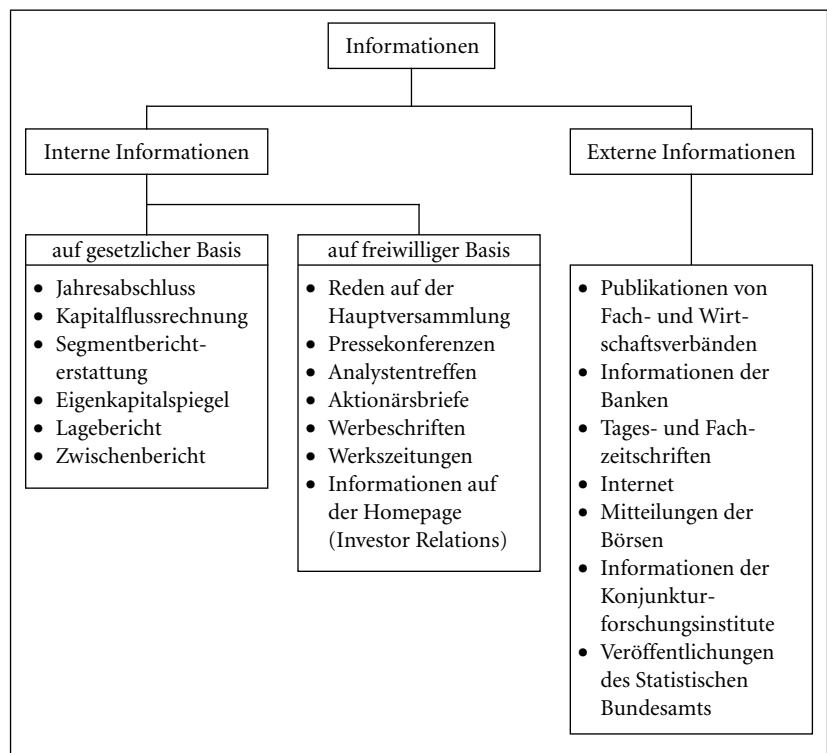 Informationen
Interne Informationen
Externe Informationen
auf gesetzlicher Basis
• Jahresabschluss
• Kapitalflussrechnung
• Segmentbericht-
erstattung
• Eigenkapitalspiegel
• Lagebericht
• Zwischenbericht
auf freiwilliger Basis
• Reden auf der
Hauptversammlung
• Pressekonferenzen
• Analystentreffen
• Aktionärsbriefe
• Werbeschriften
• Werkszeitungen
• Informationen auf
der Homepage
(Investor Relations)
• Publikationen von
Fach- und Wirt-
schaftsverbänden
• Informationen der
Banken
• Tages- und Fach-
zeitschriften
• Internet
• Mitteilungen der
Börsen
• Informationen der
Konjunktur-
forschungsinstitute
• Veröffentlichungen
des Statistischen
Bundesamts